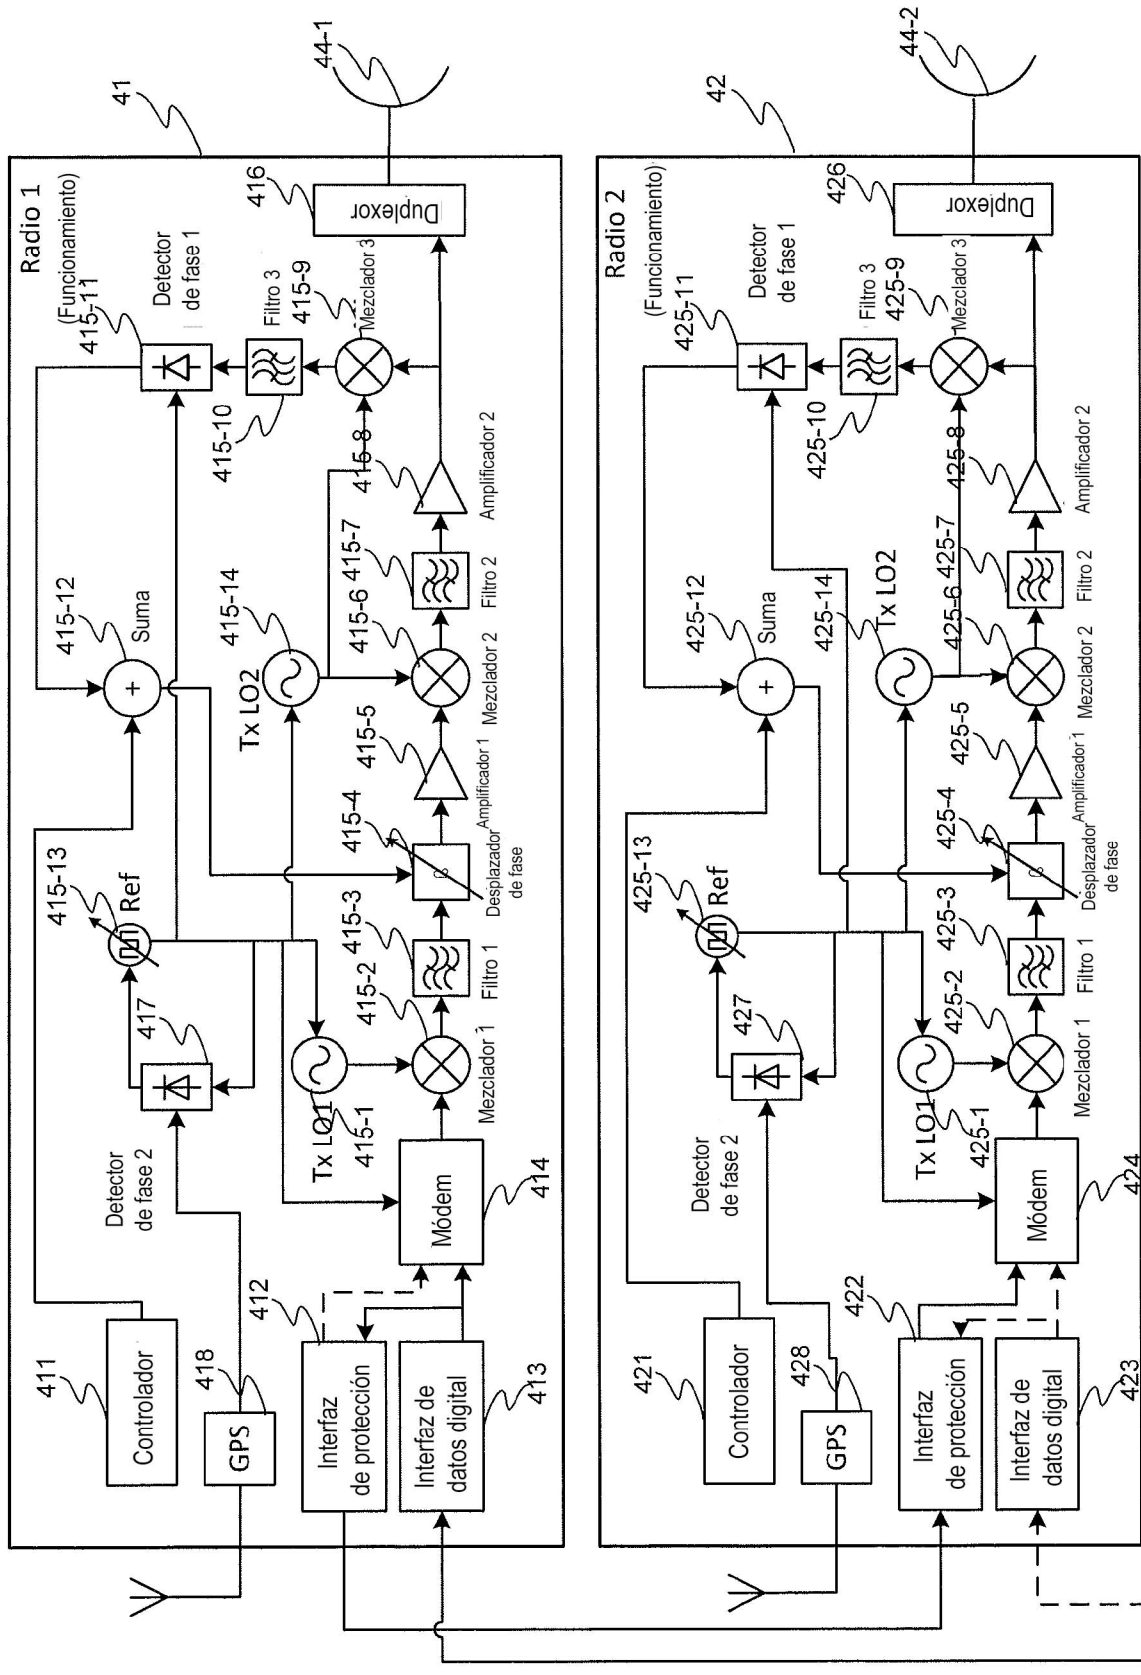 Radio 1
41
44-1
(Funcionamiento)
415-11
Detector
de fase 1
415-10
Filtro 3
415-9
Mezclador 3
416
Duplexor
415-12
Suma
415-13
Ref
417
Detector
de fase 2
Tx LO2
415-14
Tx LO1
415-1
411
Controlador
418
GPS
412
Interfaz
de protección
413
Interfaz de
datos digital
414
Módem
415-2
Mezclador 1
415-3
Filtro 1
415-4
Desplazador
de fase
415-5
Amplificador 1
415-6
Mezclador 2
415-7
Filtro 2
415-8
Amplificador 2
Radio 2
42
44-2
(Funcionamiento)
425-11
Detector
de fase 1
425-10
Filtro 3
425-9
Mezclador 3
426
Duplexor
425-12
Suma
425-13
Ref
427
Detector
de fase 2
Tx LO2
425-14
Tx LO1
425-1
421
Controlador
428
GPS
422
Interfaz
de protección
423
Interfaz de
datos digital
424
Módem
425-2
Mezclador 1
425-3
Filtro 1
425-4
Desplazador
de fase
425-5
Amplificador 1
425-6
Mezclador 2
425-7
Filtro 2
425-8
Amplificador 2
+
+